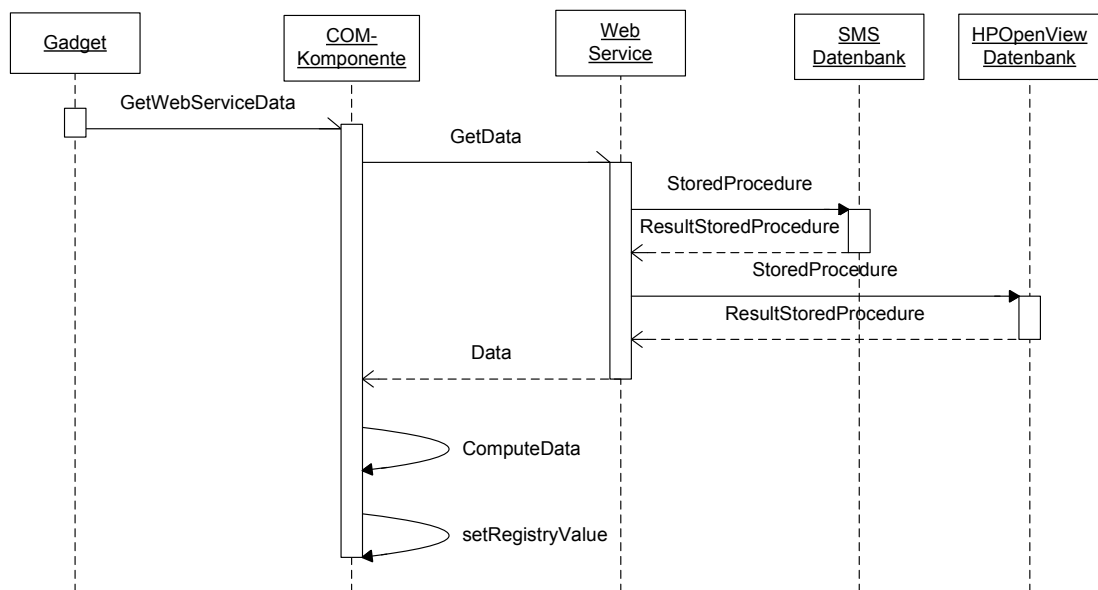 Gadget
COM-
Komponente
Web
Service
SMS
Datenbank
HPOpenView
Datenbank
GetWebServiceData
GetData
StoredProcedure
ResultStoredProcedure
StoredProcedure
ResultStoredProcedure
Data
ComputeData
setRegistryValue